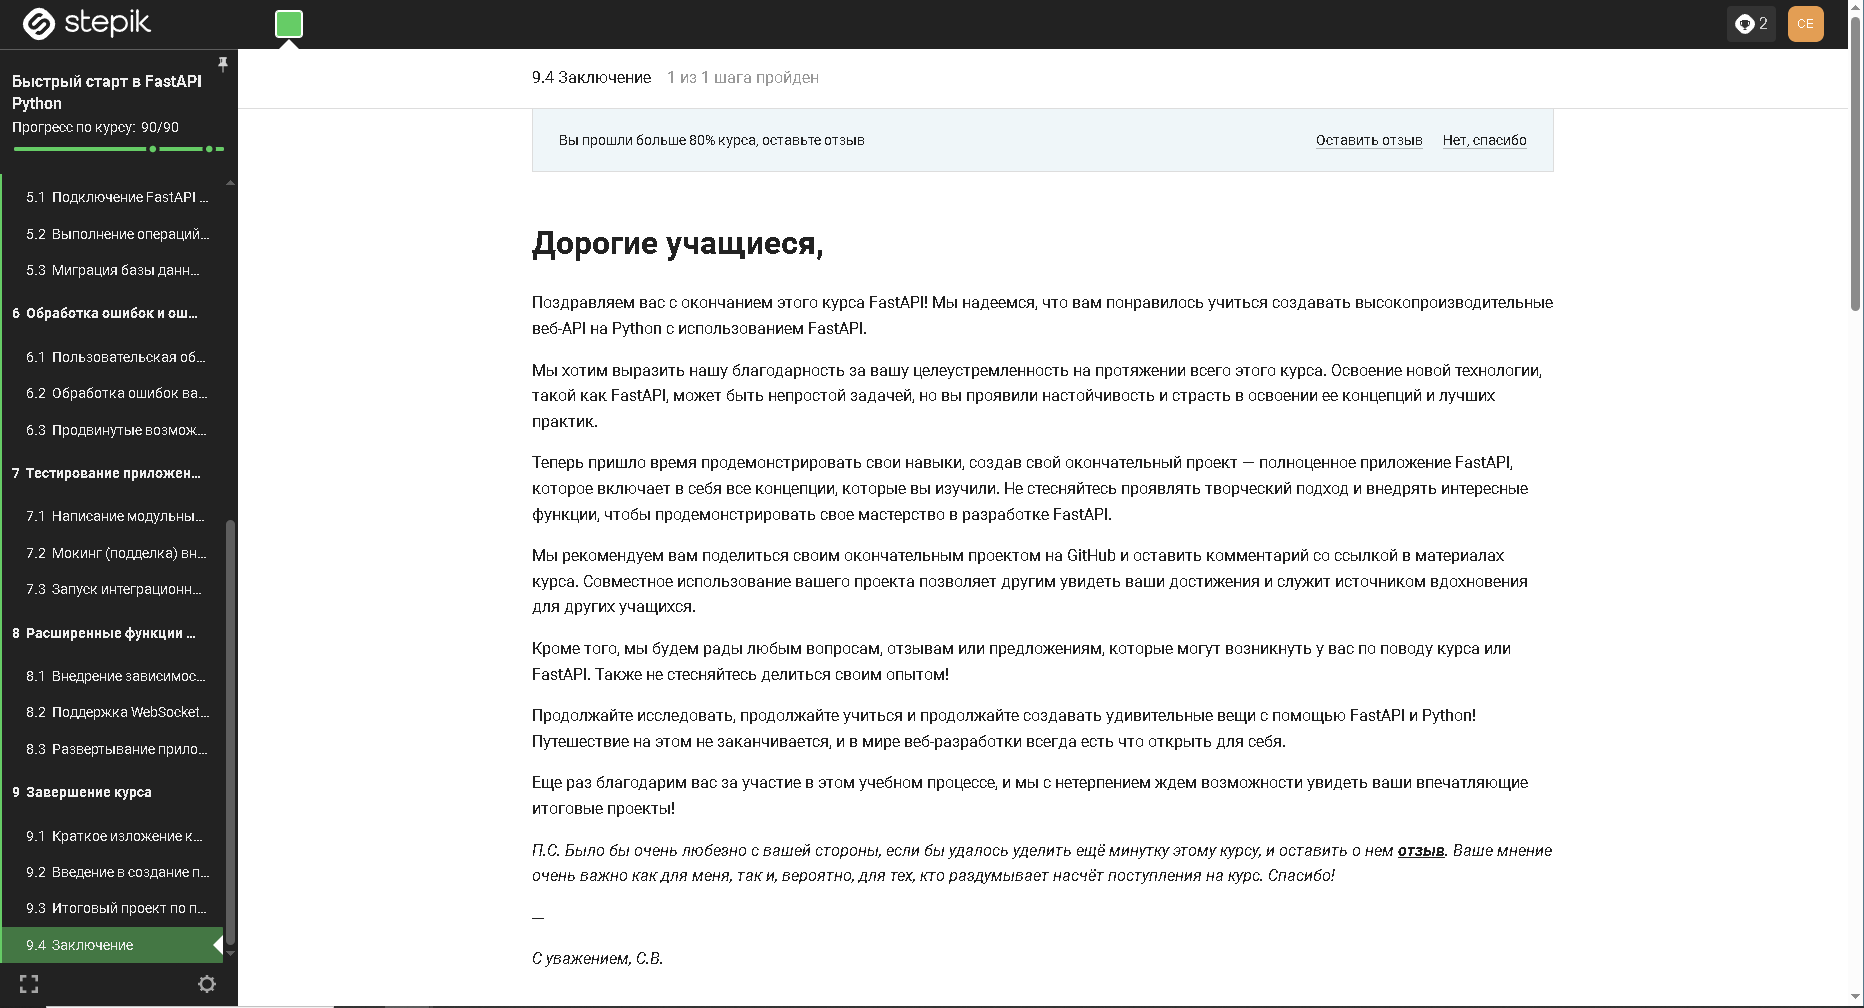 stepik
2
CE
Быстрый старт в FastAPI
Python
Прогресс по курсу: 90/90
5.1 Подключение FastAPI ...
5.2 Выполнение операций...
5.3 Миграция базы данн...
6 Обработка ошибок и ош...
6.1 Пользовательская об...
6.2 Обработка ошибок ва...
6.3 Продвинутые возмож...
7 Тестирование приложен...
7.1 Написание модульны...
7.2 Мокинг (подделка) вн...
7.3 Запуск интеграционн...
8 Расширенные функции ...
8.1 Внедрение зависимос...
8.2 Поддержка WebSocket...
8.3 Развертывание прило...
9 Завершение курса
9.1 Краткое изложение к...
9.2 Введение в создание п...
9.3 Итоговый проект по п...
9.4 Заключение
9.4 Заключение 1 из 1 шага пройден
Вы прошли больше 80% курса, оставьте отзыв
Оставить отзыв Нет, спасибо
Дорогие учащиеся,
Поздравляем вас с окончанием этого курса FastAPI! Мы надеемся, что вам понравилось учиться создавать высокопроизводительные
веб-API на Python с использованием FastAPI.
Мы хотим выразить нашу благодарность за вашу целеустремленность на протяжении всего этого курса. Освоение новой технологии,
такой как FastAPI, может быть непростой задачей, но вы проявили настойчивость и страсть в освоении ее концепций и лучших
практик.
Теперь пришло время продемонстрировать свои навыки, создав свой окончательный проект — полноценное приложение FastAPI,
которое включает в себя все концепции, которые вы изучили. Не стесняйтесь проявлять творческий подход и внедрять интересные
функции, чтобы продемонстрировать свое мастерство в разработке FastAPI.
Мы рекомендуем вам поделиться своим окончательным проектом на GitHub и оставить комментарий со ссылкой в материалах
курса. Совместное использование вашего проекта позволяет другим увидеть ваши достижения и служит источником вдохновения
для других учащихся.
Кроме того, мы будем рады любым вопросам, отзывам или предложениям, которые могут возникнуть у вас по поводу курса или
FastAPI. Также не стесняйтесь делиться своим опытом!
Продолжайте исследовать, продолжайте учиться и продолжайте создавать удивительные вещи с помощью FastAPI и Python!
Путешествие на этом не заканчивается, и в мире веб-разработки всегда есть что открыть для себя.
Еще раз благодарим вас за участие в этом учебном процессе, и мы с нетерпением ждем возможности увидеть ваши впечатляющие
итоговые проекты!
П.С. Было бы очень любезно с вашей стороны, если бы удалось уделить ещё минутку этому курсу, и оставить о нем отзыв. Ваше мнение
очень важно как для меня, так и, вероятно, для тех, кто раздумывает насчёт поступления на курс. Спасибо!
—
С уважением, С.В.